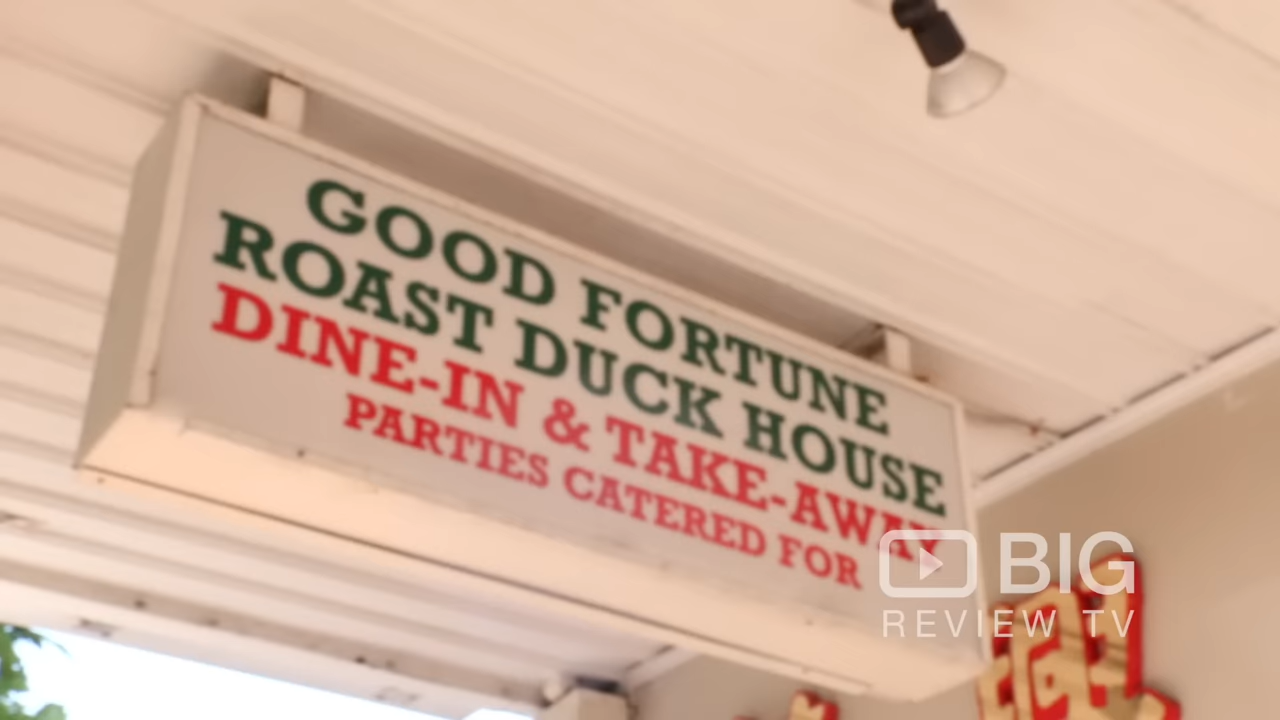 GOOD FORTUNE
ROAST DUCK HOUSE
DINE-IN & TAKE-AWAY
PARTIES CATERED FOR
BIG
REVIEW TV